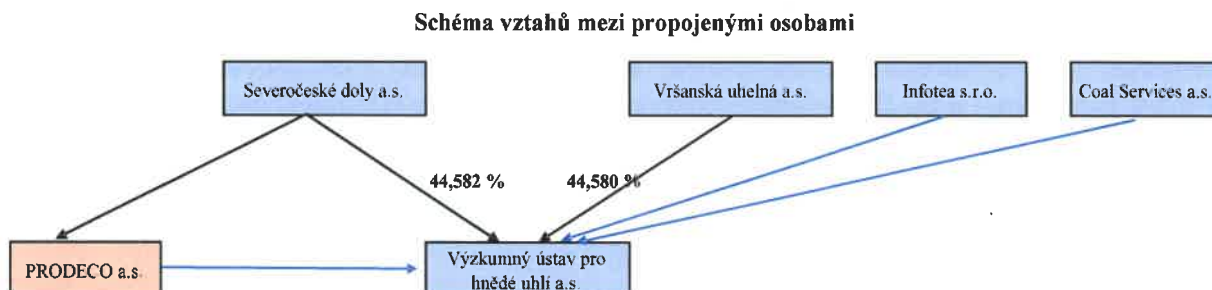 Schéma vztahů mezi propojenými osobami
Severočeské doly a.s.
Vršanská uhelná a.s.
Infotea s.r.o.
Coal Services a.s.
44,582 %
44,580 %
PRODECO a.s.
Výzkumný ústav pro
hnědé uhlí a.s.